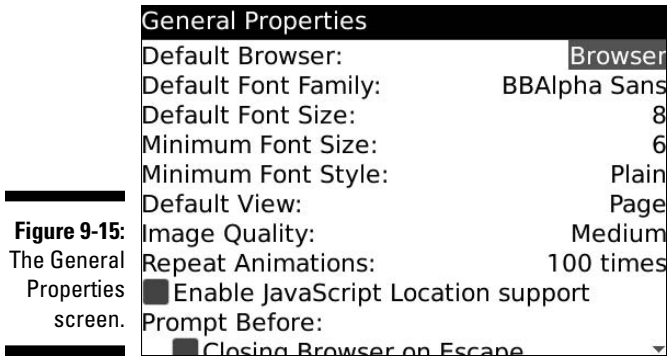 General Properties
Default Browser: Browser
Default Font Family: BBAlpha Sans
Default Font Size: 8
Minimum Font Size: 6
Minimum Font Style: Plain
Default View: Page
Image Quality: Medium
Repeat Animations: 100 times
Enable JavaScript Location support
Prompt Before:
Closing Browser on Escape
Figure 9-15:
The General
Properties
screen.